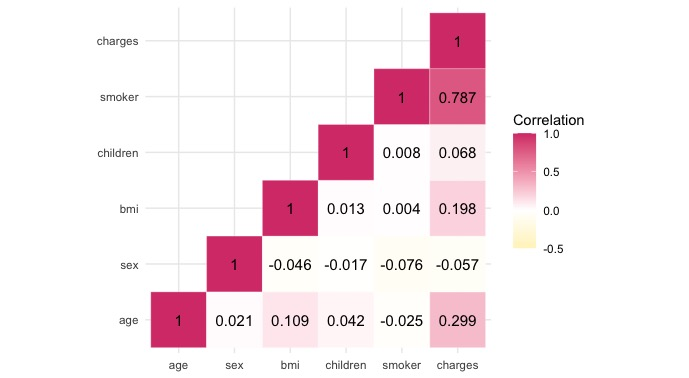 charges 1
smoker 1 0.787
children 1 0.008 0.068
bmi 1 0.013 0.004 0.198
sex 1 -0.046 -0.017 -0.076 -0.057
age 1 0.021 0.109 0.042 -0.025 0.299
age sex bmi children smoker charges
Correlation
1.0
0.5
0.0
-0.5